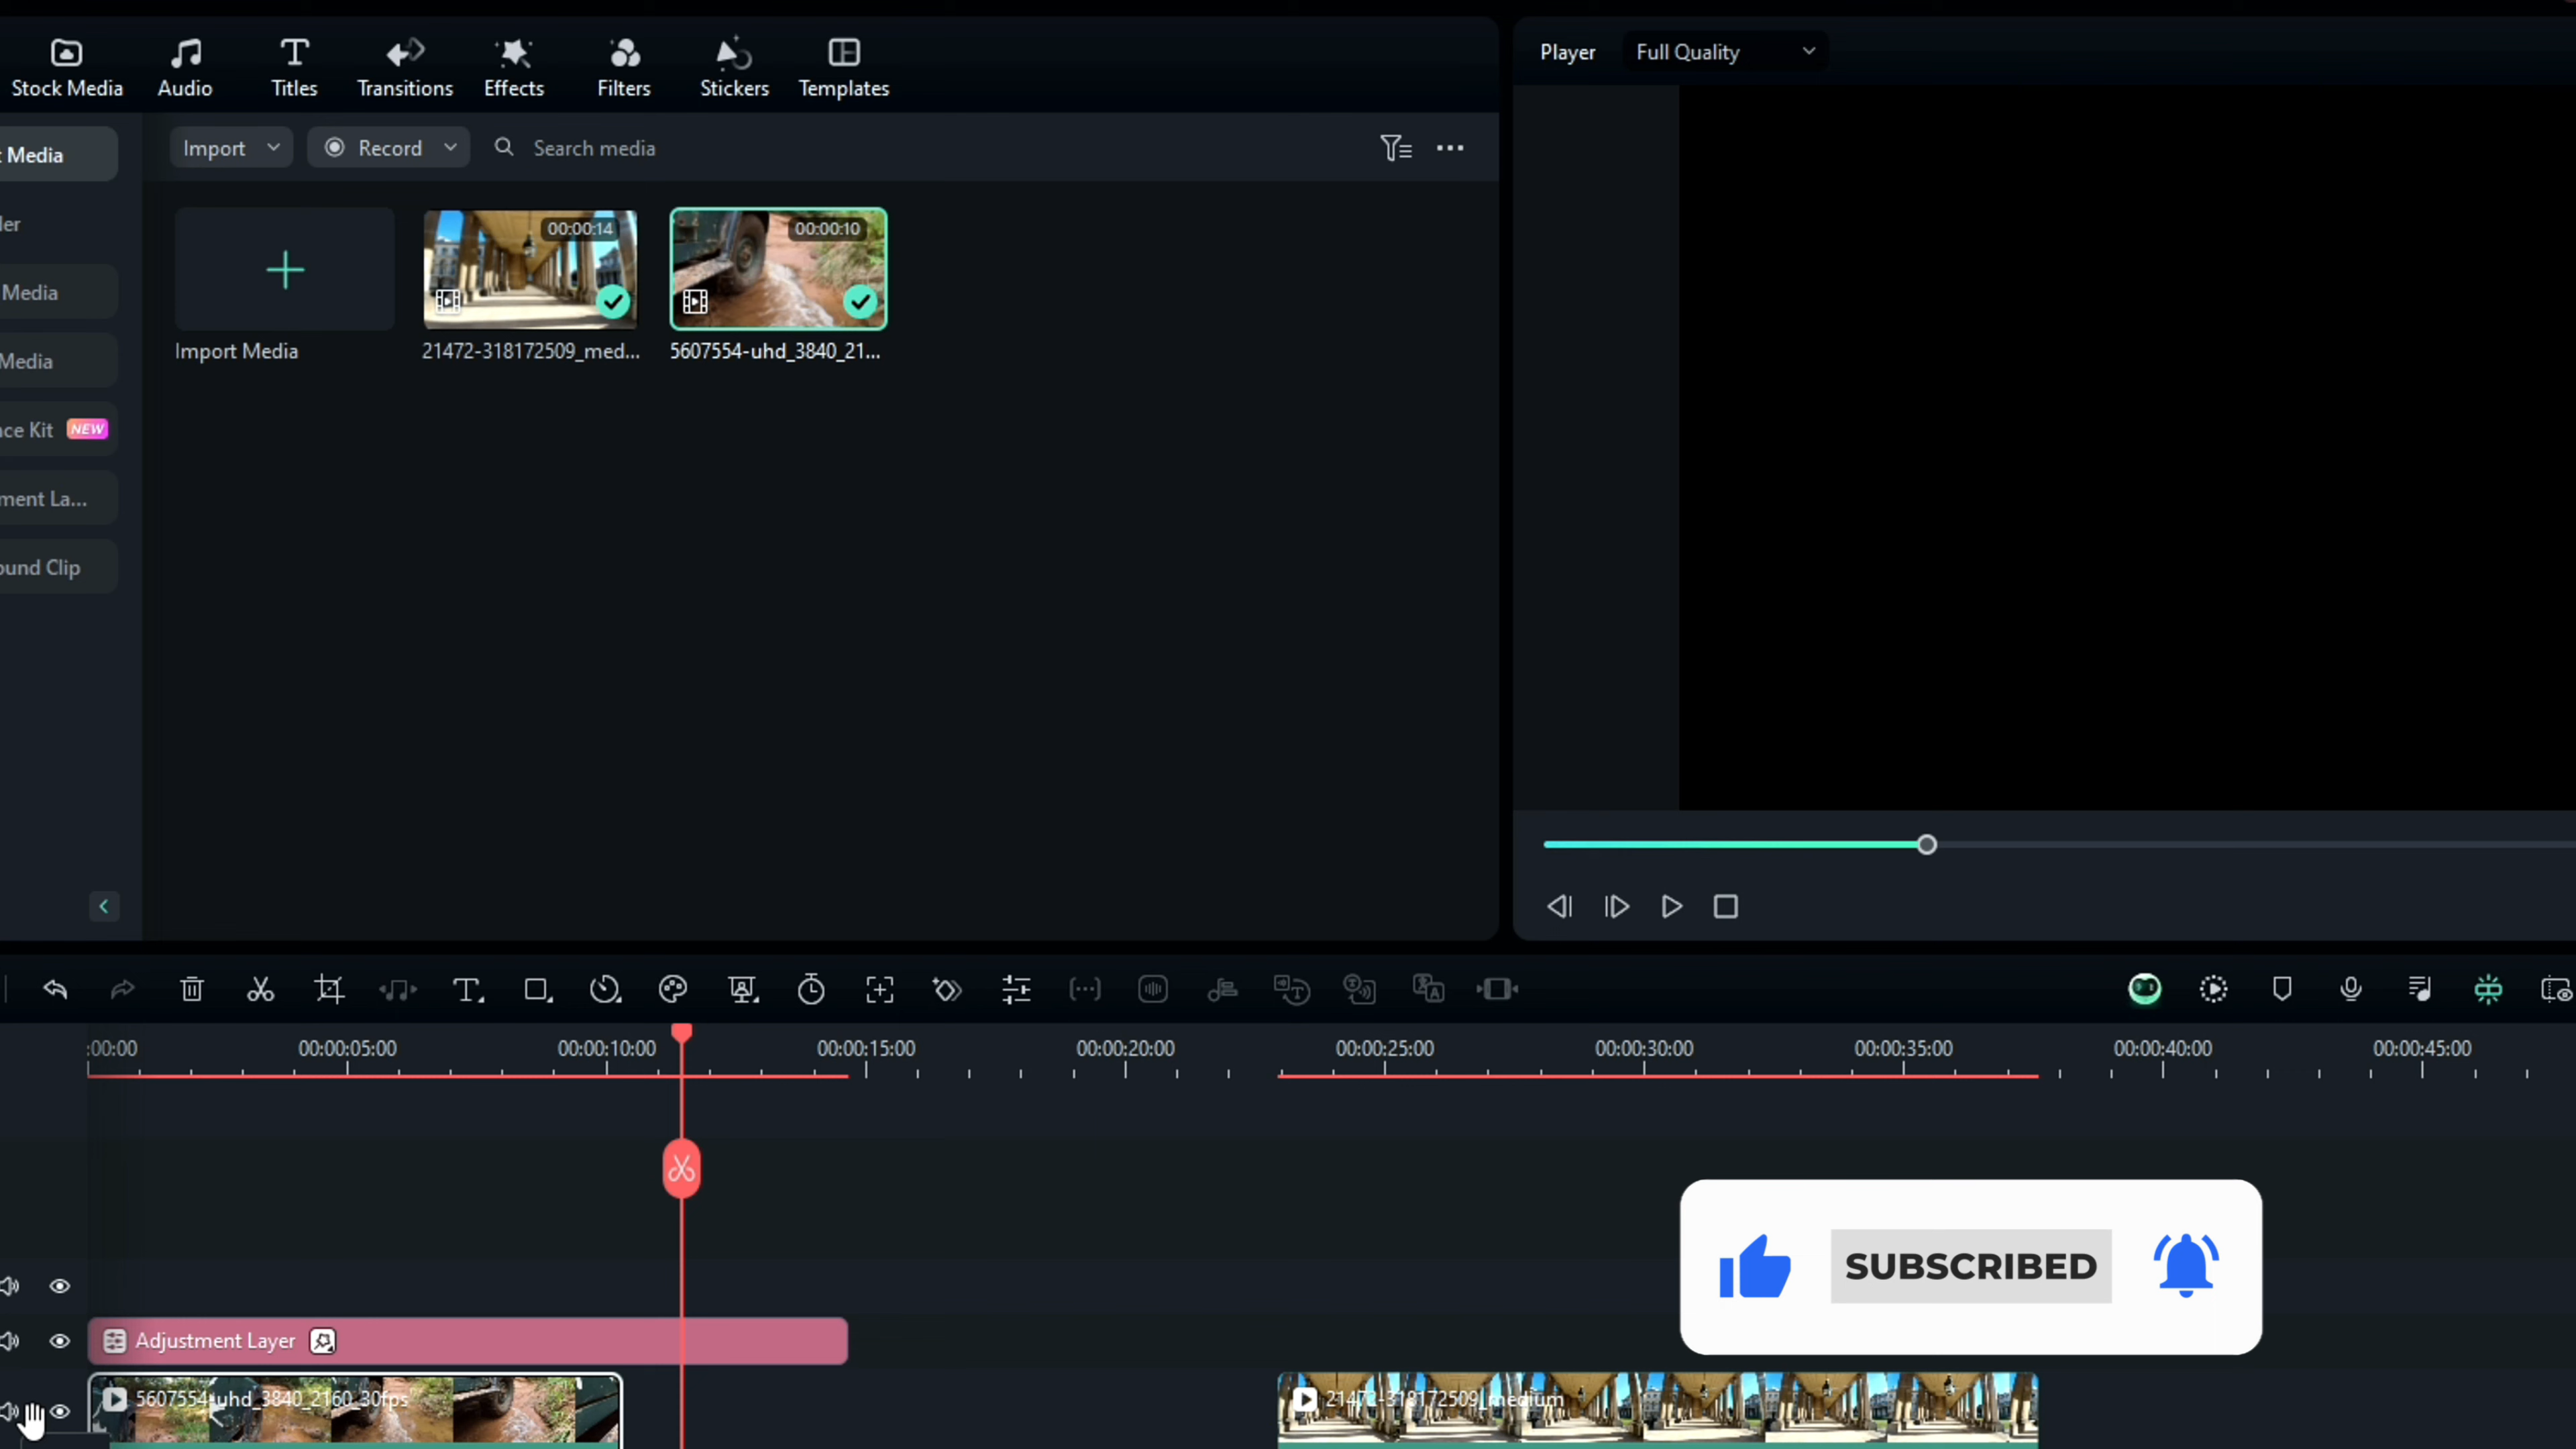 Stock Media
Audio
Titles
Transitions
Effects
Filters
Stickers
Templates
Player
Full Quality
Media
Import
Record
Search media
ler
Media
Media
ce Kit NEW
ment La...
ound Clip
00:00:14
00:00:10
Import Media
21472-318172509_med...
5607554-uhd_3840_21...
:00:00
00:00:05:00
00:00:10:00
00:00:15:00
00:00:20:00
00:00:25:00
00:00:30:00
00:00:35:00
00:00:40:00
00:00:45:00
SUBSCRIBED
Adjustment Layer
5607554-uhd_3840_2160_30fps
21472-318172509_medium